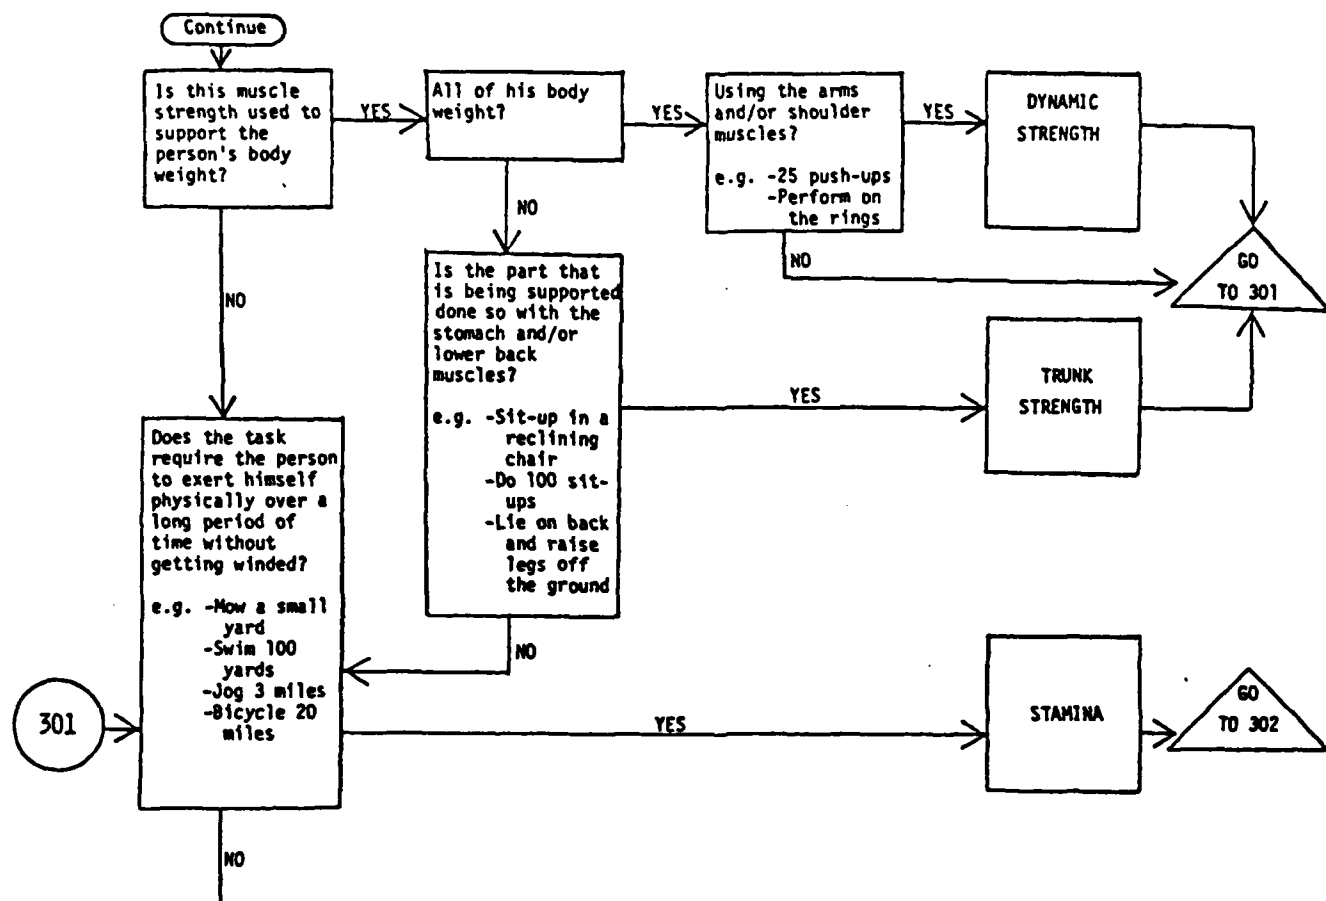 Continue
Is this muscle
strength used to
support the
person's body
weight?
YES
All of his body
weight?
YES
Using the arms
and/or shoulder
muscles?
e.g. -25 push-ups
-Perform on
the rings
YES
DYNAMIC
STRENGTH
NO
NO
NO
GO
TO 301
Is the part that
is being supported
done so with the
stomach and/or
lower back
muscles?
e.g. -Sit-up in a
reclining
chair
-Do 100 sit-
ups
-Lie on back
and raise
legs off
the ground
YES
TRUNK
STRENGTH
NO
Does the task
require the person
to exert himself
physically over a
long period of
time without
getting winded?
e.g. -Mow a small
yard
-Swim 100
yards
-Jog 3 miles
-Bicycle 20
miles
301
YES
STAMINA
GO
TO 302
NO